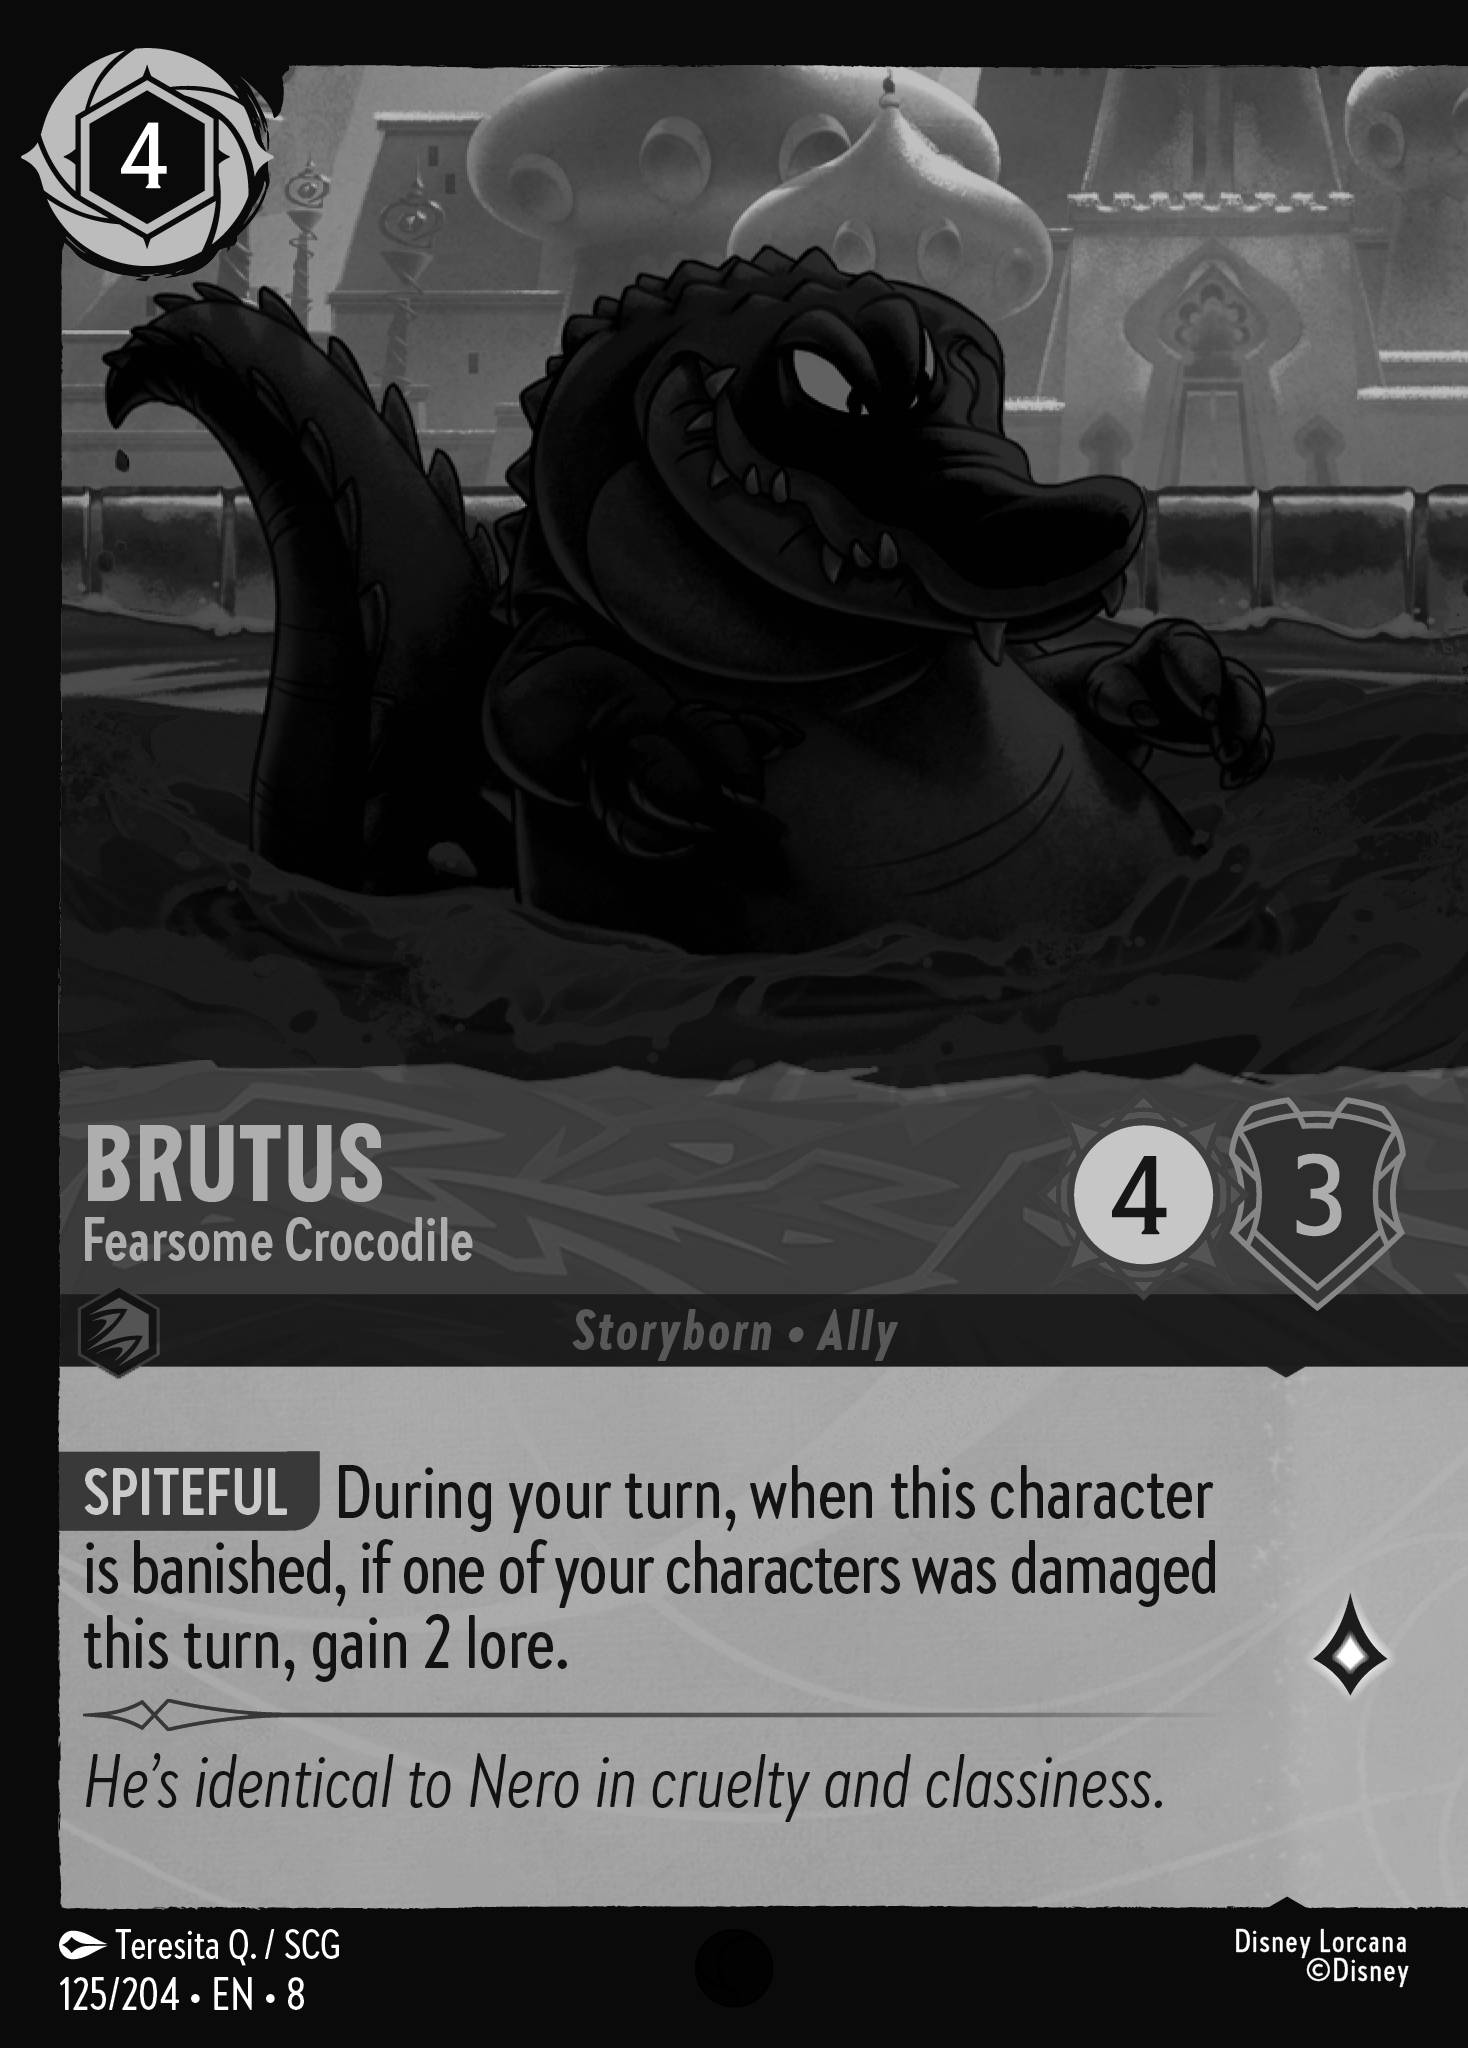 4
BRUTUS
Fearsome Crocodile
4
3
Storyborn • Ally
SPITEFUL During your turn, when this character
is banished, if one of your characters was damaged
this turn, gain 2 lore.
He's identical to Nero in cruelty and classiness.
Teresita Q. / SCG
125/204 • EN • 8
Disney Lorcana
©Disney